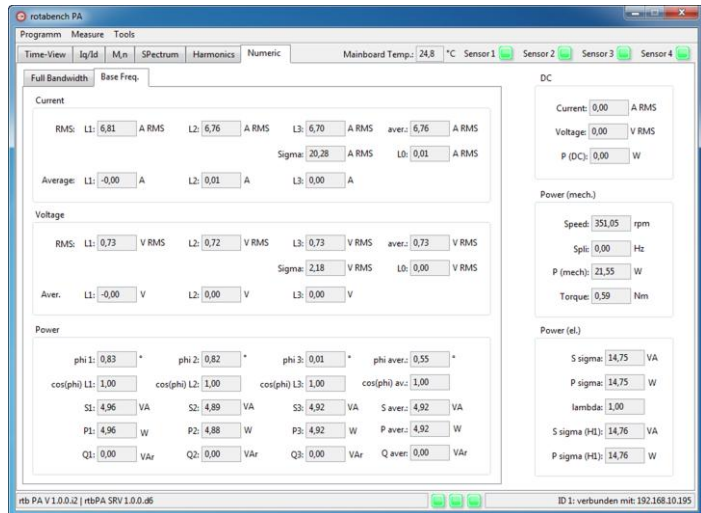 rotabench PA
Programm Measure Tools
Time-View Iq/Id M,n SPectrum Harmonics Numeric Mainboard Temp.: 24,8 °C Sensor 1 Sensor 2 Sensor 3 Sensor 4
Full Bandwidth Base Freq.
Current
RMS: L1: 6,81 A RMS L2: 6,76 A RMS L3: 6,70 A RMS aver.: 6,76 A RMS
Sigma: 20,28 A RMS L0: 0,01 A RMS
Average: L1: -0,00 A L2: 0,01 A L3: 0,00 A
Voltage
RMS: L1: 0,73 V RMS L2: 0,72 V RMS L3: 0,73 V RMS aver.: 0,73 V RMS
Sigma: 2,18 V RMS L0: 0,00 V RMS
Aver. L1: -0,00 V L2: 0,00 V L3: 0,00 V
Power
phi 1: 0,83 ° phi 2: 0,82 ° phi 3: 0,01 ° phi aver.: 0,55 °
cos(phi) L1: 1,00 cos(phi) L2: 1,00 cos(phi) L3: 1,00 cos(phi) av.: 1,00
S1: 4,96 VA S2: 4,89 VA S3: 4,92 VA S aver.: 4,92 VA
P1: 4,96 W P2: 4,88 W P3: 4,92 W P aver.: 4,92 W
Q1: 0,00 VAr Q2: 0,00 VAr Q3: 0,00 VAr Q aver: 0,00 VAr
DC
Current: 0,00 A RMS
Voltage: 0,00 V RMS
P (DC): 0,00 W
Power (mech.)
Speed: 351,05 rpm
Spli: 0,00 Hz
P (mech): 21,55 W
Torque: 0,59 Nm
Power (el.)
S sigma: 14,75 VA
P sigma: 14,75 W
lambda: 1,00
S sigma (H1): 14,76 VA
P sigma (H1): 14,76 W
rtb PA V 1.0.0.i2 | rtbPA SRV 1.0.0.d6 ID 1: verbunden mit: 192.168.10.195